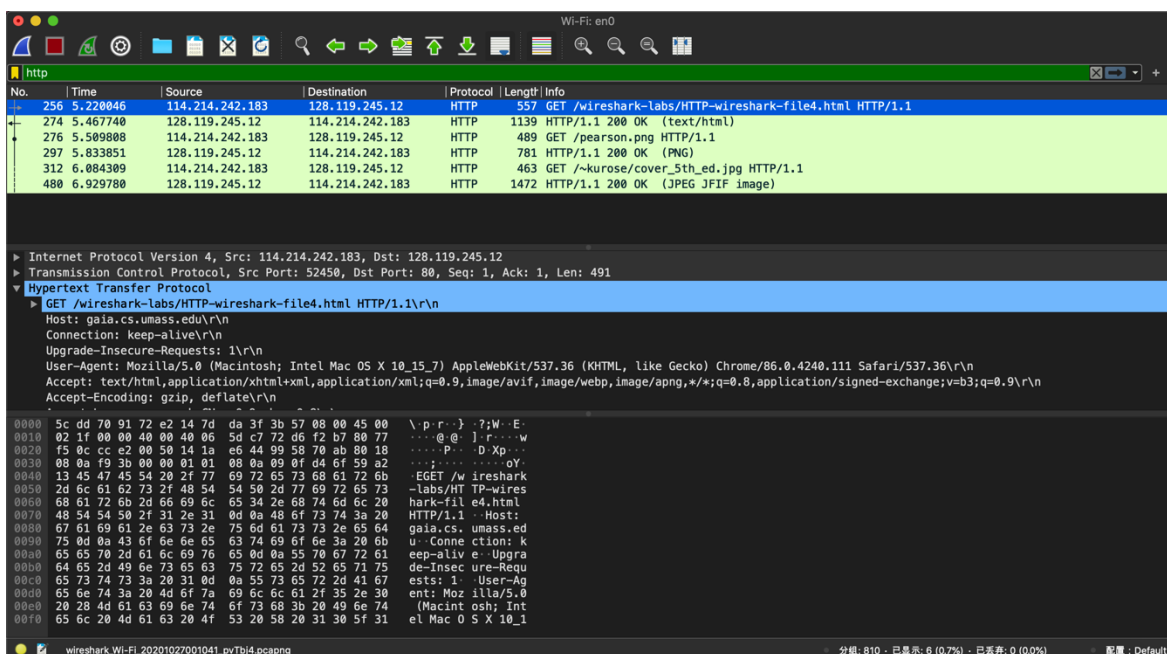 Wi-Fi: en0
http
No. Time Source Destination Protocol Length Info
256 5.220046 114.214.242.183 128.119.245.12 HTTP 557 GET /wireshark-labs/HTTP-wireshark-file4.html HTTP/1.1
274 5.467740 128.119.245.12 114.214.242.183 HTTP 1139 HTTP/1.1 200 OK (text/html)
276 5.509808 114.214.242.183 128.119.245.12 HTTP 489 GET /pearson.png HTTP/1.1
297 5.833851 128.119.245.12 114.214.242.183 HTTP 781 HTTP/1.1 200 OK (PNG)
312 6.084309 114.214.242.183 128.119.245.12 HTTP 463 GET /~kurose/cover_5th_ed.jpg HTTP/1.1
480 6.929780 128.119.245.12 114.214.242.183 HTTP 1472 HTTP/1.1 200 OK (JPEG JFIF image)
Internet Protocol Version 4, Src: 114.214.242.183, Dst: 128.119.245.12
Transmission Control Protocol, Src Port: 52450, Dst Port: 80, Seq: 1, Ack: 1, Len: 491
Hypertext Transfer Protocol
GET /wireshark-labs/HTTP-wireshark-file4.html HTTP/1.1\r\n
Host: gaia.cs.umass.edu\r\n
Connection: keep-alive\r\n
Upgrade-Insecure-Requests: 1\r\n
User-Agent: Mozilla/5.0 (Macintosh; Intel Mac OS X 10_15_7) AppleWebKit/537.36 (KHTML, like Gecko) Chrome/86.0.4240.111 Safari/537.36\r\n
Accept: text/html,application/xhtml+xml,application/xml;q=0.9,image/avif,image/webp,image/apng,*/*;q=0.8,application/signed-exchange;v=b3;q=0.9\r\n
Accept-Encoding: gzip, deflate\r\n
0000 5c dd 70 91 72 e2 14 7d da 3f 3b 57 08 00 45 00 \·p·r··} ·?;W··E·
0010 02 1f 00 00 40 00 40 06 5d c7 72 d6 f2 b7 80 77 ····@·@· ]·r····w
0020 f5 0c cc e2 00 50 14 1a e6 44 99 58 70 ab 80 18 ·····P·· ·D·Xp···
0030 08 0a f9 3b 00 00 01 01 08 0a 09 0f d4 6f 59 a2 ···;···· ·····oY·
0040 13 45 47 45 54 20 2f 77 69 72 65 73 68 61 72 6b ·EGET /w ireshark
0050 2d 6c 61 62 73 2f 48 54 54 50 2d 77 69 72 65 73 -labs/HT TP-wires
0060 68 61 72 6b 2d 66 69 6c 65 34 2e 68 74 6d 6c 20 hark-fil e4.html
0070 48 54 54 50 2f 31 2e 31 0d 0a 48 6f 73 74 3a 20 HTTP/1.1 ··Host:
0080 67 61 69 61 2e 63 73 2e 75 6d 61 73 73 2e 65 64 gaia.cs. umass.ed
0090 75 0d 0a 43 6f 6e 6e 65 63 74 69 6f 6e 3a 20 6b u··Conne ction: k
00a0 65 65 70 2d 61 6c 69 76 65 0d 0a 55 70 67 72 61 eep-aliv e··Upgra
00b0 64 65 2d 49 6e 73 65 63 75 72 65 2d 52 65 71 75 de-Insec ure-Requ
00c0 65 73 74 73 3a 20 31 0d 0a 55 73 65 72 2d 41 67 ests: 1· ·User-Ag
00d0 65 6e 74 3a 20 4d 6f 7a 69 6c 6c 61 2f 35 2e 30 ent: Moz illa/5.0
00e0 20 28 4d 61 63 69 6e 74 6f 73 68 3b 20 49 6e 74 (Macint osh; Int
00f0 65 6c 20 4d 61 63 20 4f 53 20 58 20 31 30 5f 31 el Mac O S X 10_1
wireshark_Wi-Fi_20201027001041_pvTbj4.pcapng 分组: 810 · 已显示: 6 (0.7%) · 已丢弃: 0 (0.0%) 配置: Default